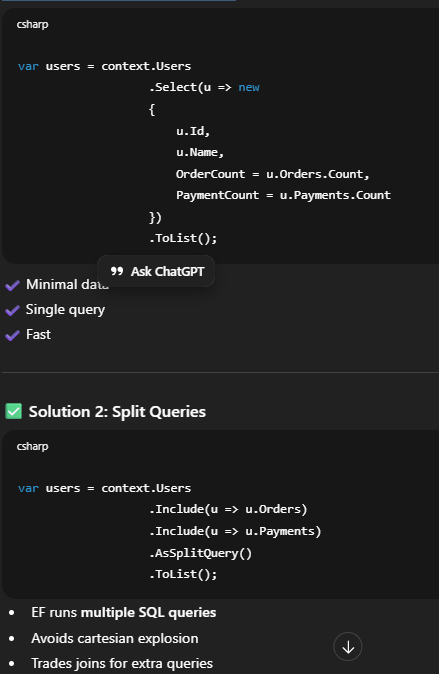 csharp
var users = context.Users
.Select(u => new
{
u.Id,
u.Name,
OrderCount = u.Orders.Count,
PaymentCount = u.Payments.Count
})
.ToList();
Ask ChatGPT
Minimal data
Single query
Fast
Solution 2: Split Queries
csharp
var users = context.Users
.Include(u => u.Orders)
.Include(u => u.Payments)
.AsSplitQuery()
.ToList();
EF runs multiple SQL queries
Avoids cartesian explosion
Trades joins for extra queries